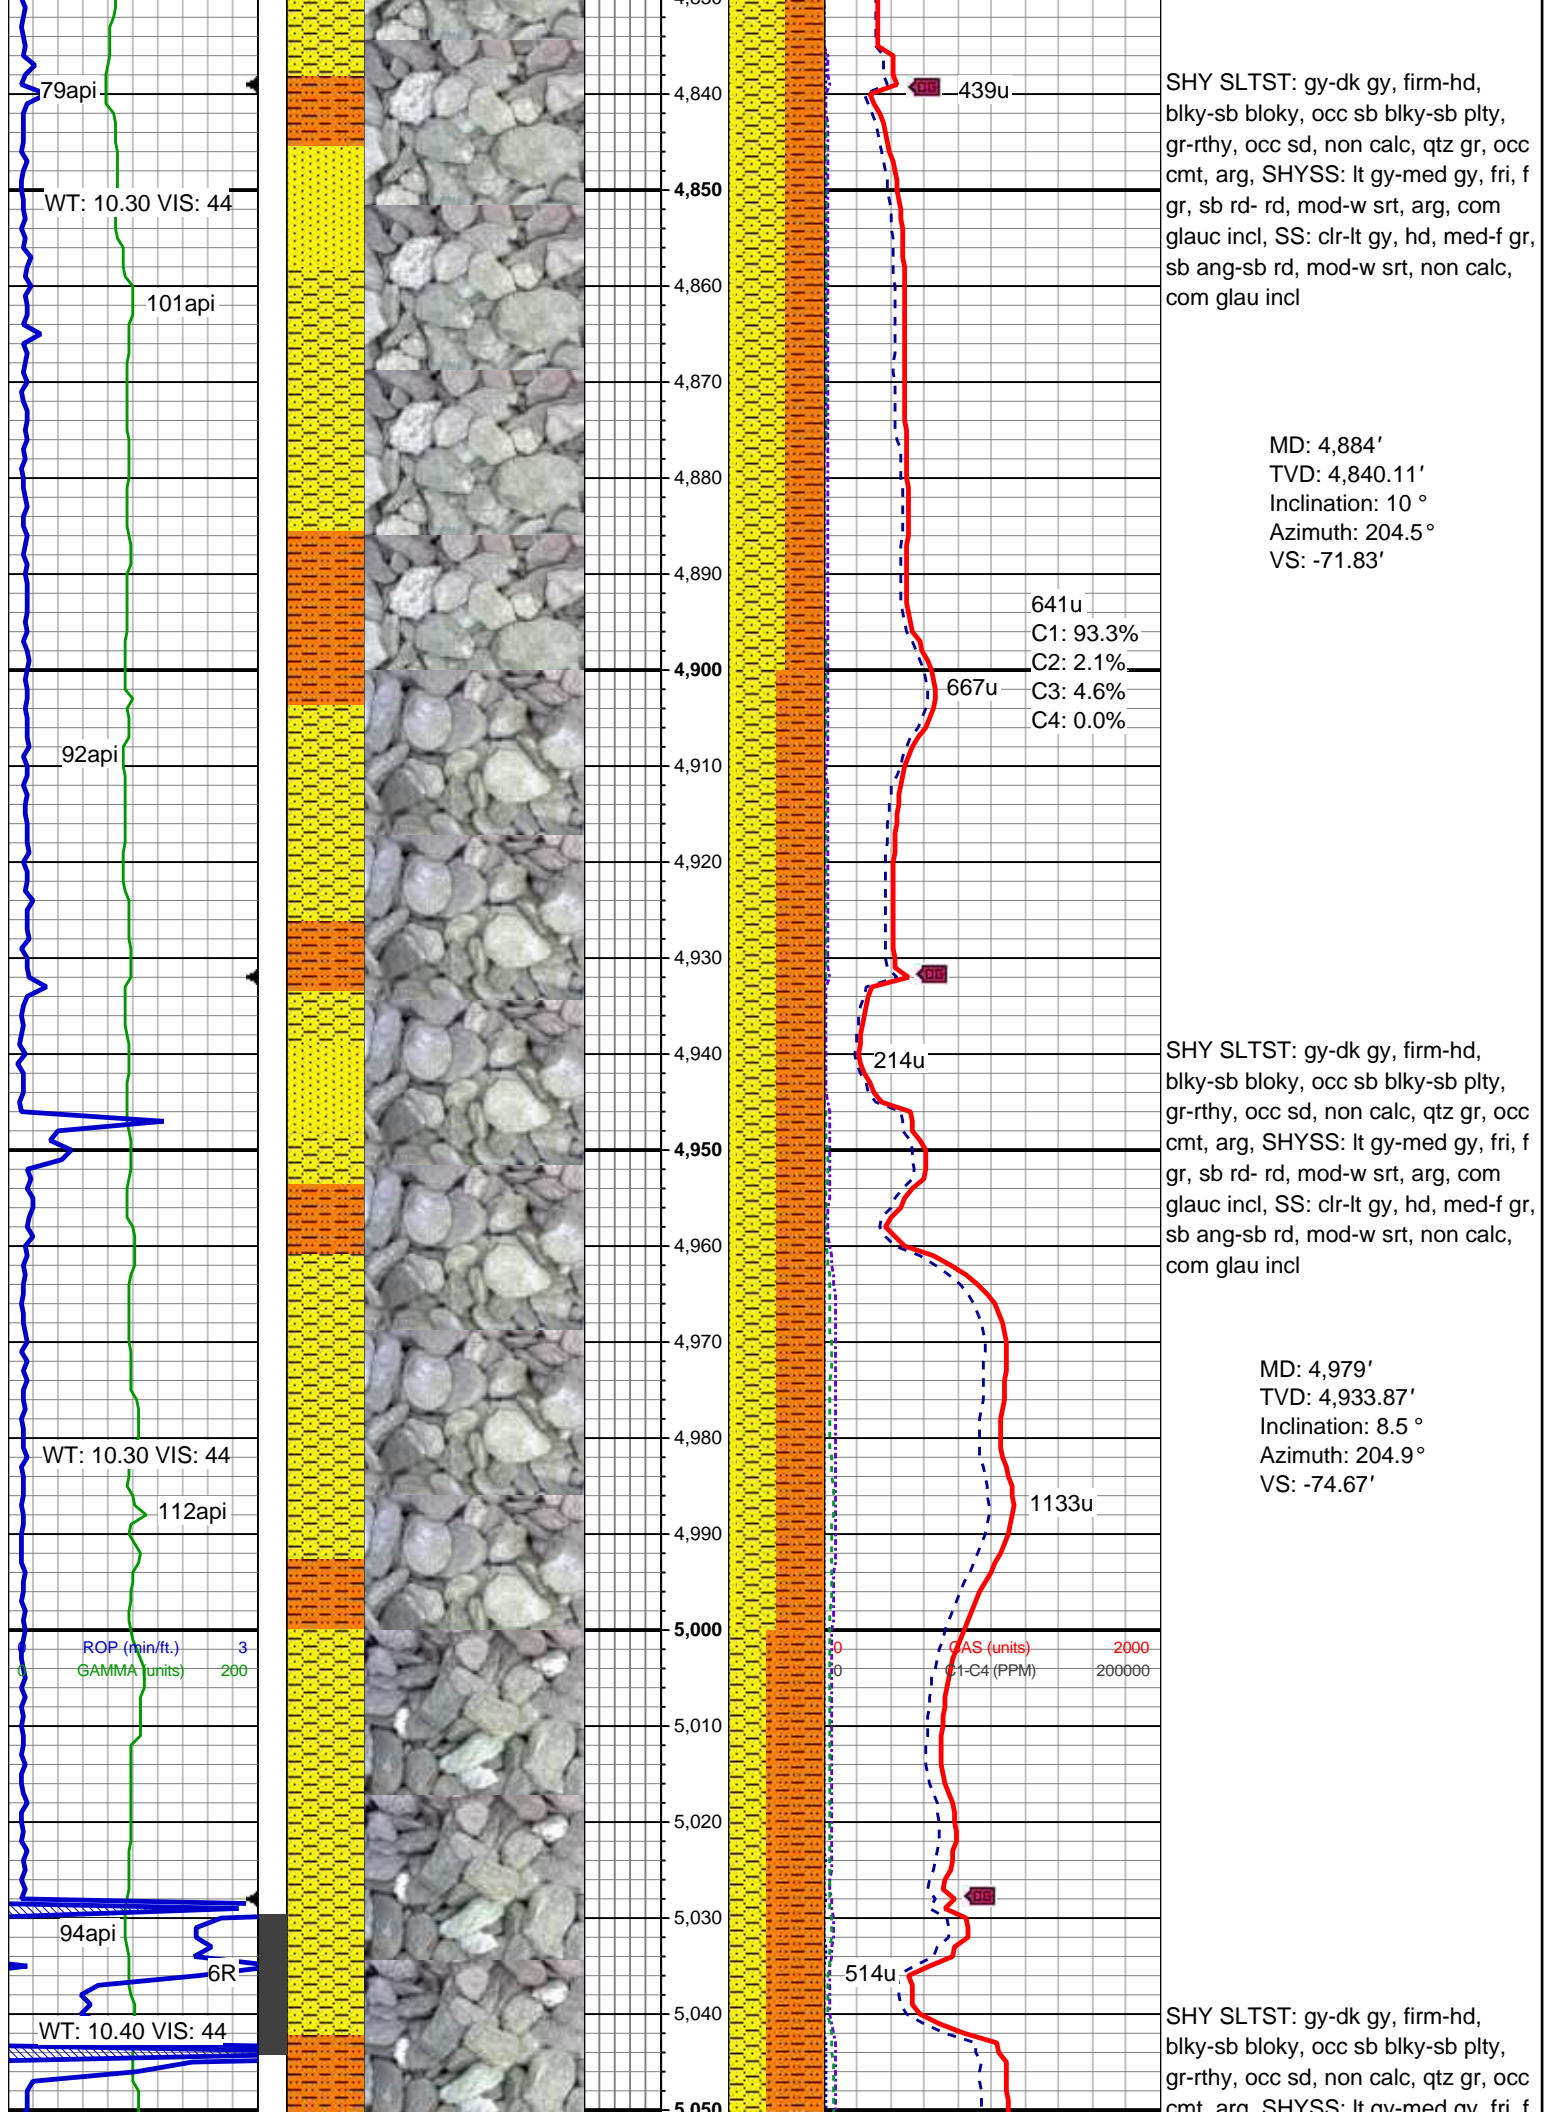 79api
WT: 10.30 VIS: 44
101api
92api
WT: 10.30 VIS: 44
112api
0 ROP (min/ft.) 3
0 GAMMA (units) 200
94api
6R
WT: 10.40 VIS: 44
4,840
4,850
4,860
4,870
4,880
4,890
4,900
4,910
4,920
4,930
4,940
4,950
4,960
4,970
4,980
4,990
5,000
5,010
5,020
5,030
5,040
5,050
CG 439u
641u
C1: 93.3%
C2: 2.1%
C3: 4.6%
C4: 0.0%
667u
CG
214u
1133u
0 GAS (units) 2000
0 C1-C4 (PPM) 200000
CG
514u
SHY SLTST: gy-dk gy, firm-hd,
blky-sb bloky, occ sb blky-sb plty,
gr-rthy, occ sd, non calc, qtz gr, occ
cmt, arg, SHYSS: lt gy-med gy, fri, f
gr, sb rd- rd, mod-w srt, arg, com
glauc incl, SS: clr-lt gy, hd, med-f gr,
sb ang-sb rd, mod-w srt, non calc,
com glau incl
MD: 4,884'
TVD: 4,840.11'
Inclination: 10 °
Azimuth: 204.5°
VS: -71.83'
SHY SLTST: gy-dk gy, firm-hd,
blky-sb bloky, occ sb blky-sb plty,
gr-rthy, occ sd, non calc, qtz gr, occ
cmt, arg, SHYSS: lt gy-med gy, fri, f
gr, sb rd- rd, mod-w srt, arg, com
glauc incl, SS: clr-lt gy, hd, med-f gr,
sb ang-sb rd, mod-w srt, non calc,
com glau incl
MD: 4,979'
TVD: 4,933.87'
Inclination: 8.5 °
Azimuth: 204.9°
VS: -74.67'
SHY SLTST: gy-dk gy, firm-hd,
blky-sb bloky, occ sb blky-sb plty,
gr-rthy, occ sd, non calc, qtz gr, occ
cmt, arg, SHYSS: lt gy-med gy, fri, f